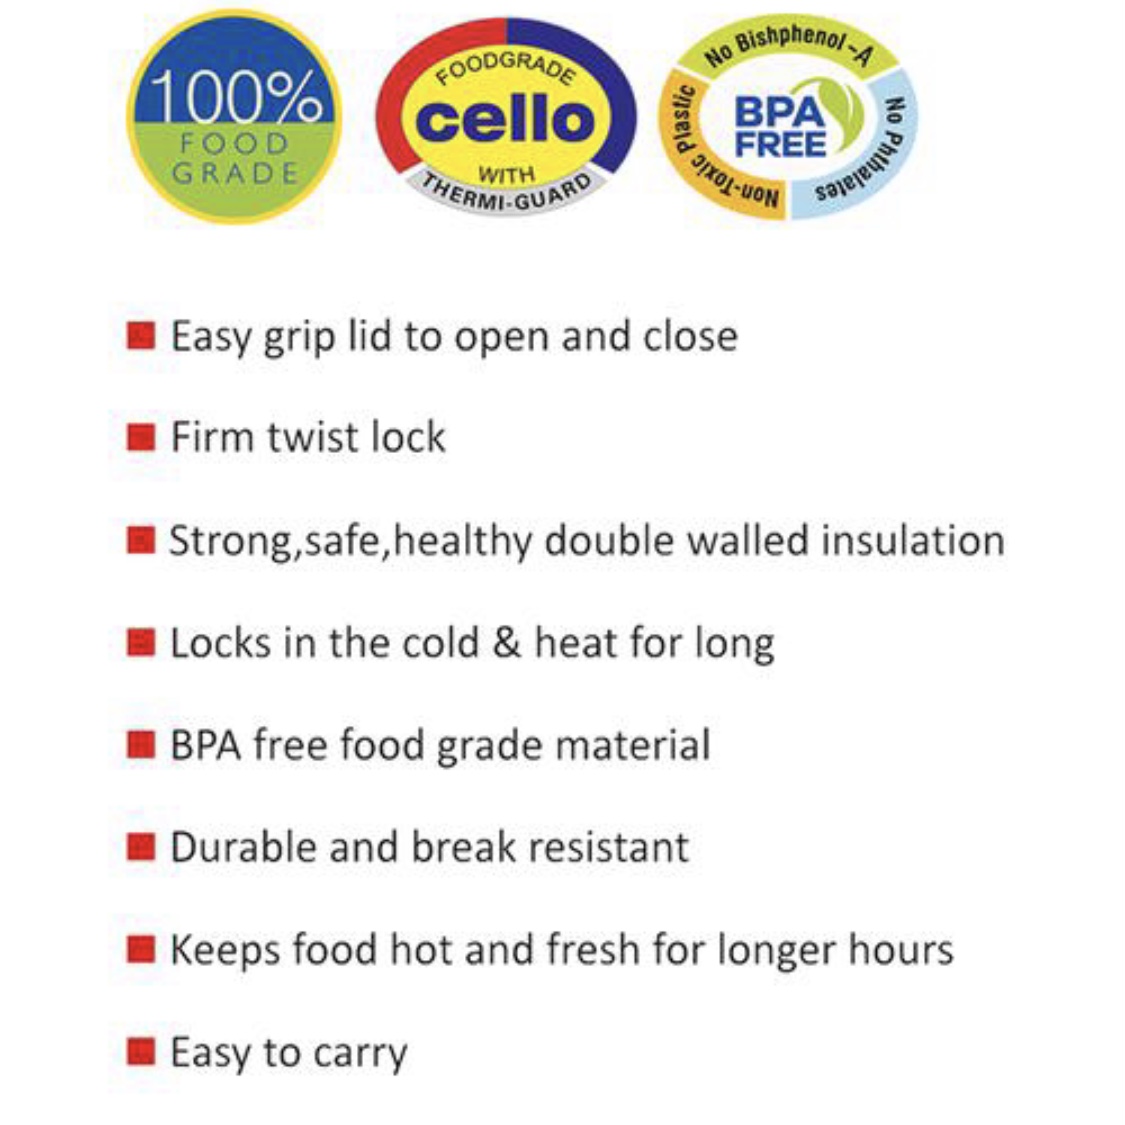 100%
FOOD
GRADE
FOODGRADE
cello
WITH
THERMI-GUARD
No Bishphenol-A
BPA
FREE
Non-Toxic Plastic
No Phthalates
Easy grip lid to open and close
Firm twist lock
Strong,safe,healthy double walled insulation
Locks in the cold & heat for long
BPA free food grade material
Durable and break resistant
Keeps food hot and fresh for longer hours
Easy to carry